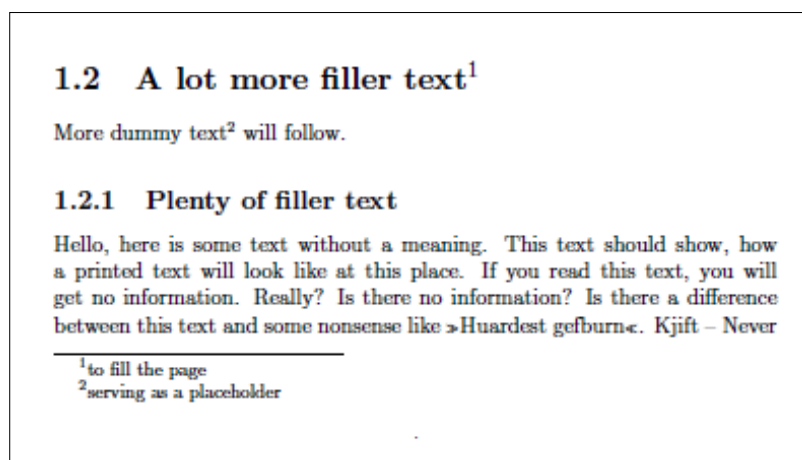 1.2 A lot more filler text¹
More dummy text² will follow.
1.2.1 Plenty of filler text
Hello, here is some text without a meaning. This text should show, how
a printed text will look like at this place. If you read this text, you will
get no information. Really? Is there no information? Is there a difference
between this text and some nonsense like »Huardest gefburn«. Kjift – Never
¹to fill the page
²serving as a placeholder